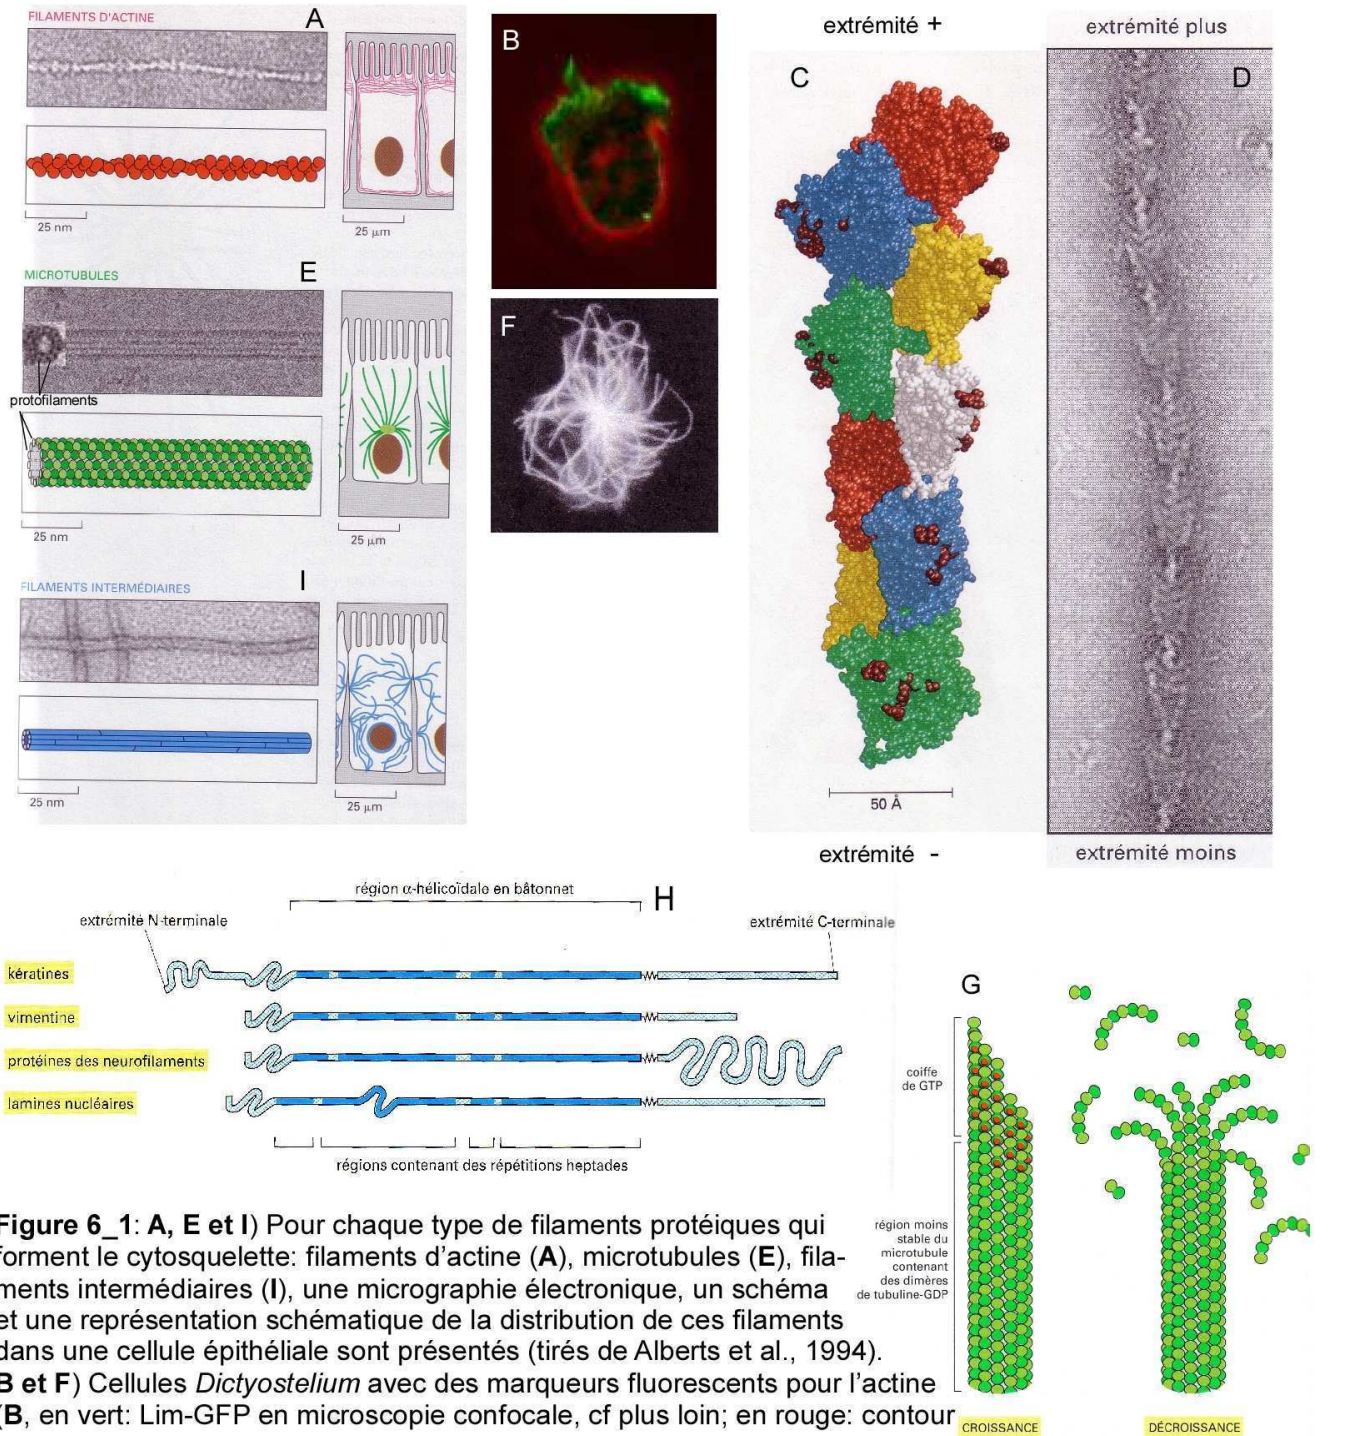 FILAMENTS D'ACTINE
A
25 nm
25 µm
B
extrémité +
C
50 Å
extrémité -
extrémité plus
D
extrémité moins
MICROTUBULES
E
protofilaments
25 nm
25 µm
F
FILAMENTS INTERMÉDIAIRES
I
25 nm
25 µm
région α-hélicoïdale en bâtonnet
H
extrémité N-terminale
extrémité C-terminale
kératines
vimentine
protéines des neurofilaments
lamines nucléaires
régions contenant des répétitions heptades
G
coiffe
de GTP
région moins
stable du
microtubule
contenant
des dimères
de tubuline-GDP
CROISSANCE
DÉCROISSANCE
Figure 6_1: A, E et I) Pour chaque type de filaments protéiques qui
forment le cytosquelette: filaments d'actine (A), microtubules (E), fila-
ments intermédiaires (I), une micrographie électronique, un schéma
et une représentation schématique de la distribution de ces filaments
dans une cellule épithéliale sont présentés (tirés de Alberts et al., 1994).
B et F) Cellules Dictyostelium avec des marqueurs fluorescents pour l'actine
(B, en vert: Lim-GFP en microscopie confocale, cf plus loin; en rouge: contour